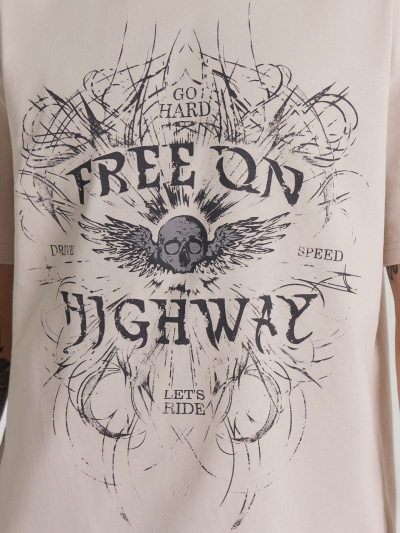 GO
HARD
FREE ON
DRIVE
SPEED
HIGHWAY
LET'S
RIDE